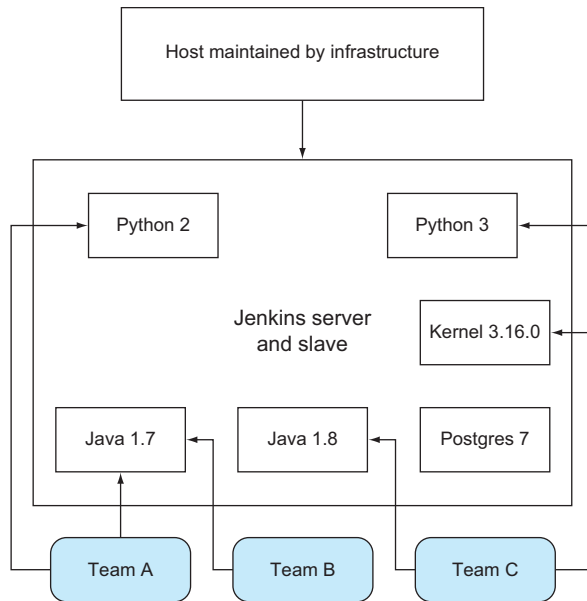 Host maintained by infrastructure
Python 2
Python 3
Jenkins server
and slave
Kernel 3.16.0
Java 1.7
Java 1.8
Postgres 7
Team A
Team B
Team C